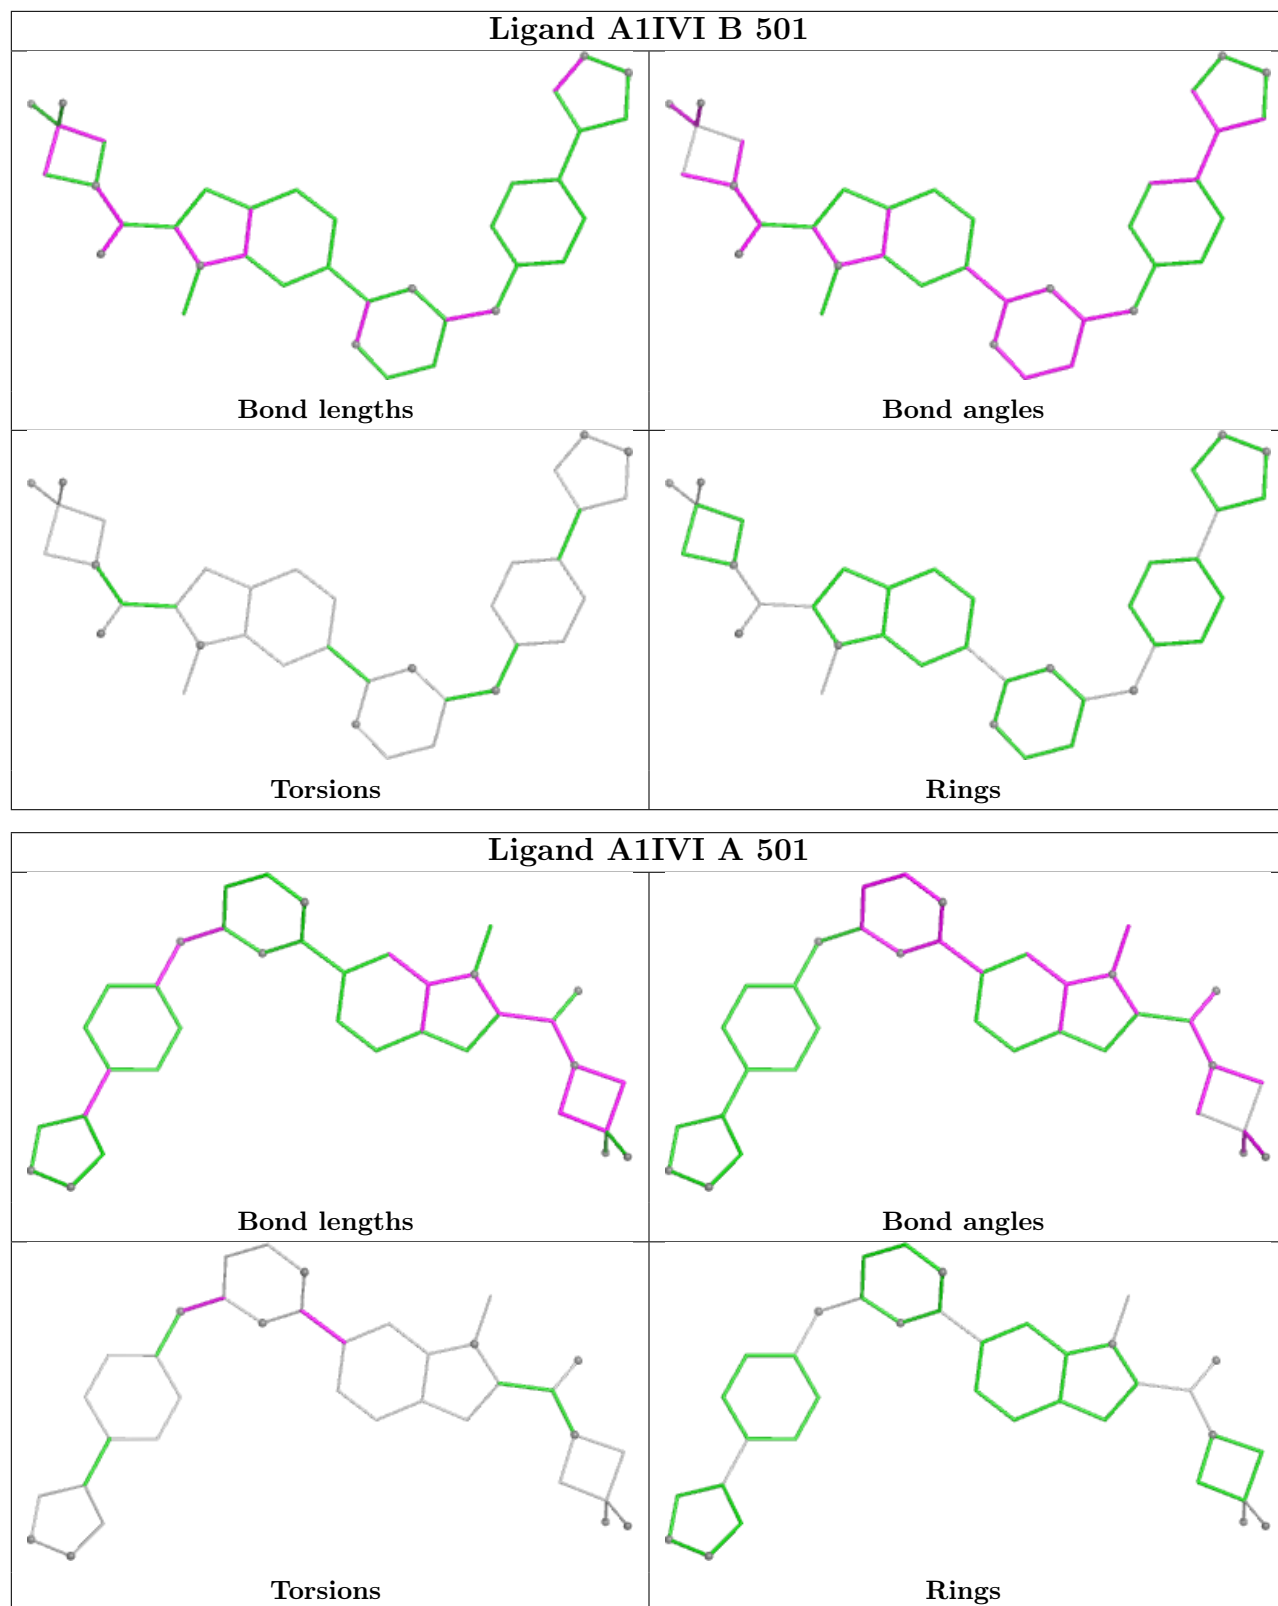 Ligand A1IVI B 501
Bond lengths
Bond angles
Torsions
Rings
Ligand A1IVI A 501
Bond lengths
Bond angles
Torsions
Rings